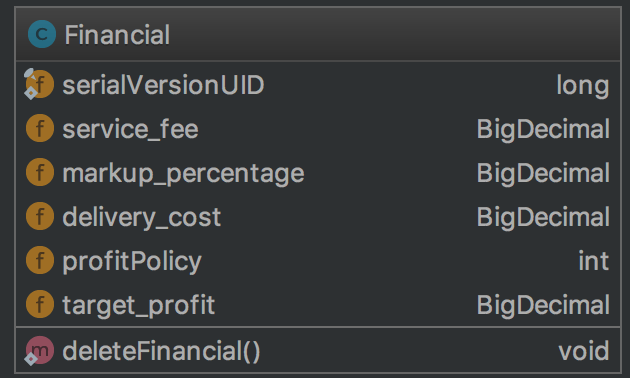 C Financial
f serialVersionUID long
f service_fee BigDecimal
f markup_percentage BigDecimal
f delivery_cost BigDecimal
f profitPolicy int
f target_profit BigDecimal
m deleteFinancial() void